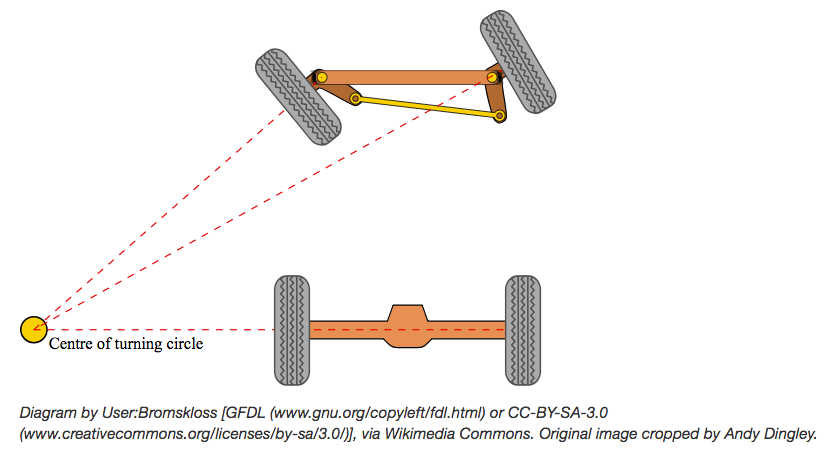 Centre of turning circle
Diagram by User:Bromskloss [GFDL (www.gnu.org/copyleft/fdl.html) or CC-BY-SA-3.0
(www.creativecommons.org/licenses/by-sa/3.0/)], via Wikimedia Commons. Original image cropped by Andy Dingley.